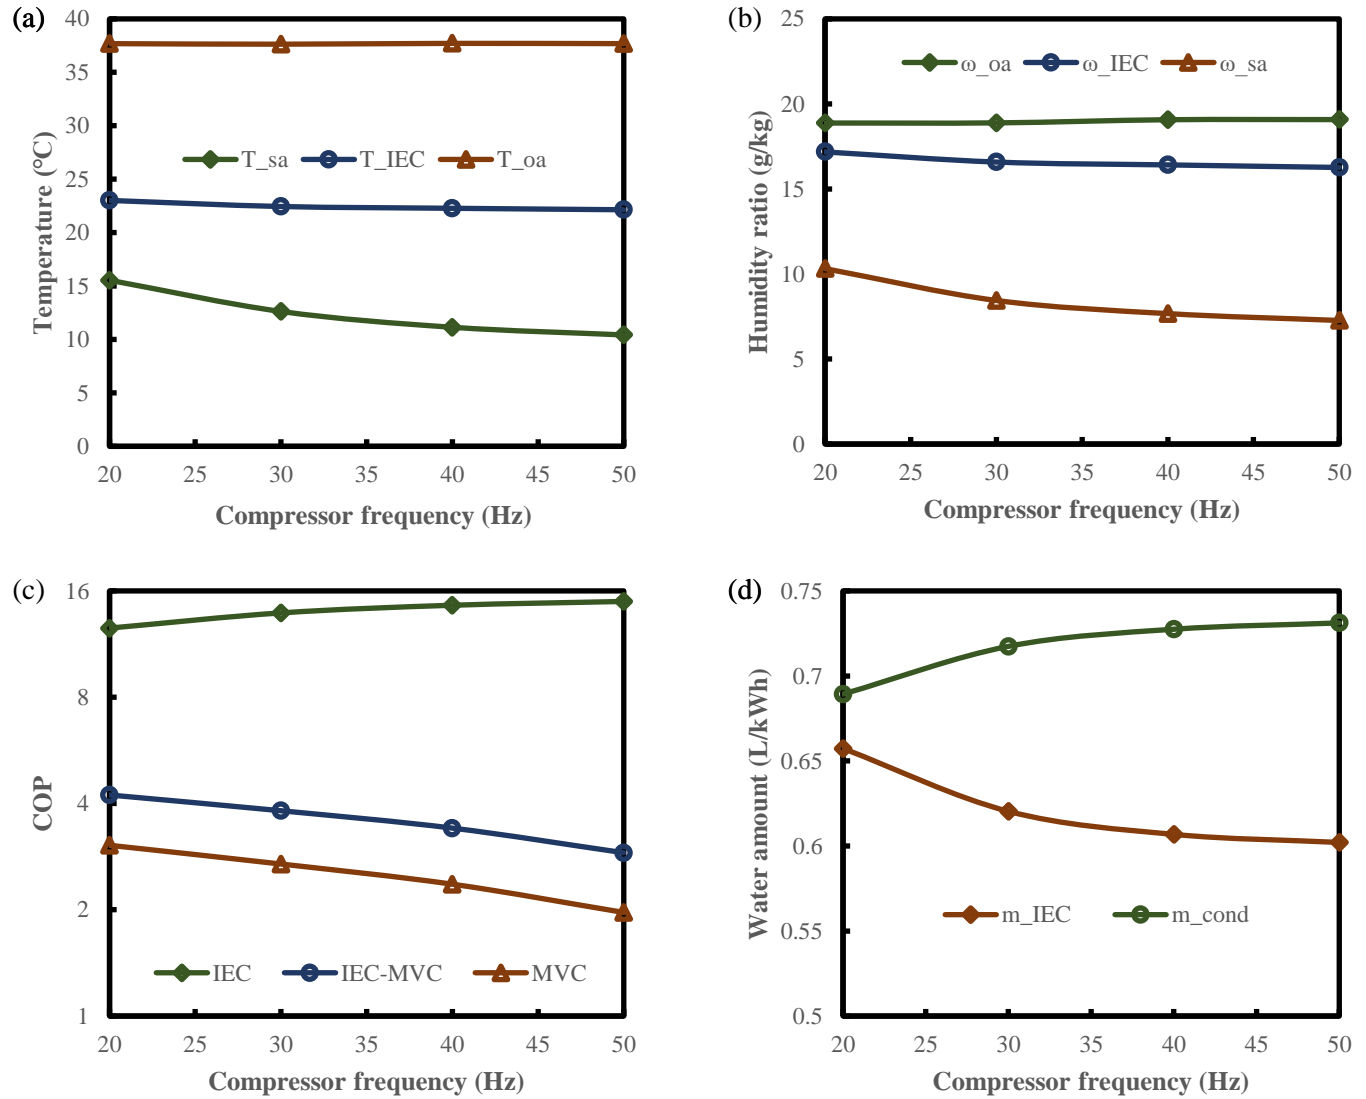 (a)
40
35
30
25
20
15
10
5
0
Temperature (°C)
T_sa T_IEC T_oa
20 25 30 35 40 45 50
Compressor frequency (Hz)
(b)
25
20
15
10
5
0
Humidity ratio (g/kg)
ω_oa ω_IEC ω_sa
20 25 30 35 40 45 50
Compressor frequency (Hz)
(c)
16
8
4
2
1
COP
IEC IEC-MVC MVC
20 25 30 35 40 45 50
Compressor frequency (Hz)
(d)
0.75
0.7
0.65
0.6
0.55
0.5
Water amount (L/kWh)
m_IEC m_cond
20 25 30 35 40 45 50
Compressor frequency (Hz)